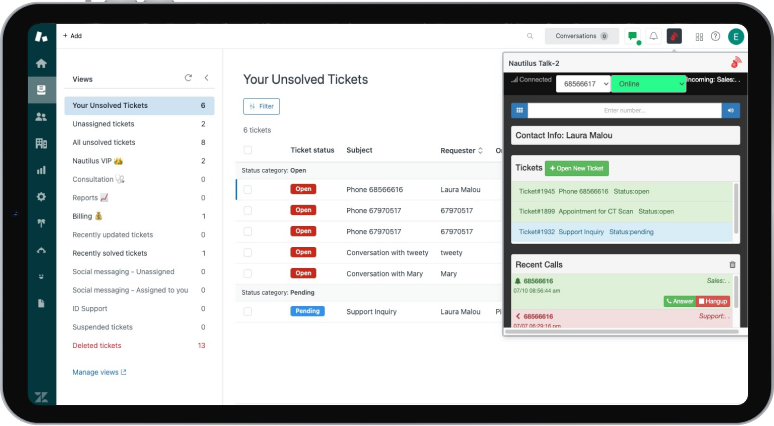 + Add
Conversations 0
E
Views
Your Unsolved Tickets 6
Unassigned tickets 2
All unsolved tickets 8
Nautilus VIP 2
Consultation 0
Reports 0
Billing 1
Recently updated tickets 0
Recently solved tickets 1
Social messaging - Unassigned 0
Social messaging - Assigned to you 0
ID Support 0
Suspended tickets 0
Deleted tickets 13
Manage views
Your Unsolved Tickets
Filter
6 tickets
Ticket status Subject Requester
Status category: Open
Open Phone 68566616 Laura Malou
Open Phone 67970517 67970517
Open Phone 67970517 67970517
Open Conversation with tweety tweety
Open Conversation with Mary Mary
Status category: Pending
Pending Support Inquiry Laura Malou
Nautilus Talk-2
Connected 68566617 Online Incoming: Sales:. .
Enter number...
Contact Info: Laura Malou
Tickets + Open New Ticket
Ticket#1945 Phone 68566616 Status:open
Ticket#1899 Appointment for CT Scan Status:open
Ticket#1932 Support Inquiry Status:pending
Recent Calls
68566616 Sales:. .
07/10 08:56:44 am
Answer Hangup
68566616 Support:. .
07/07 06:29:16 pm